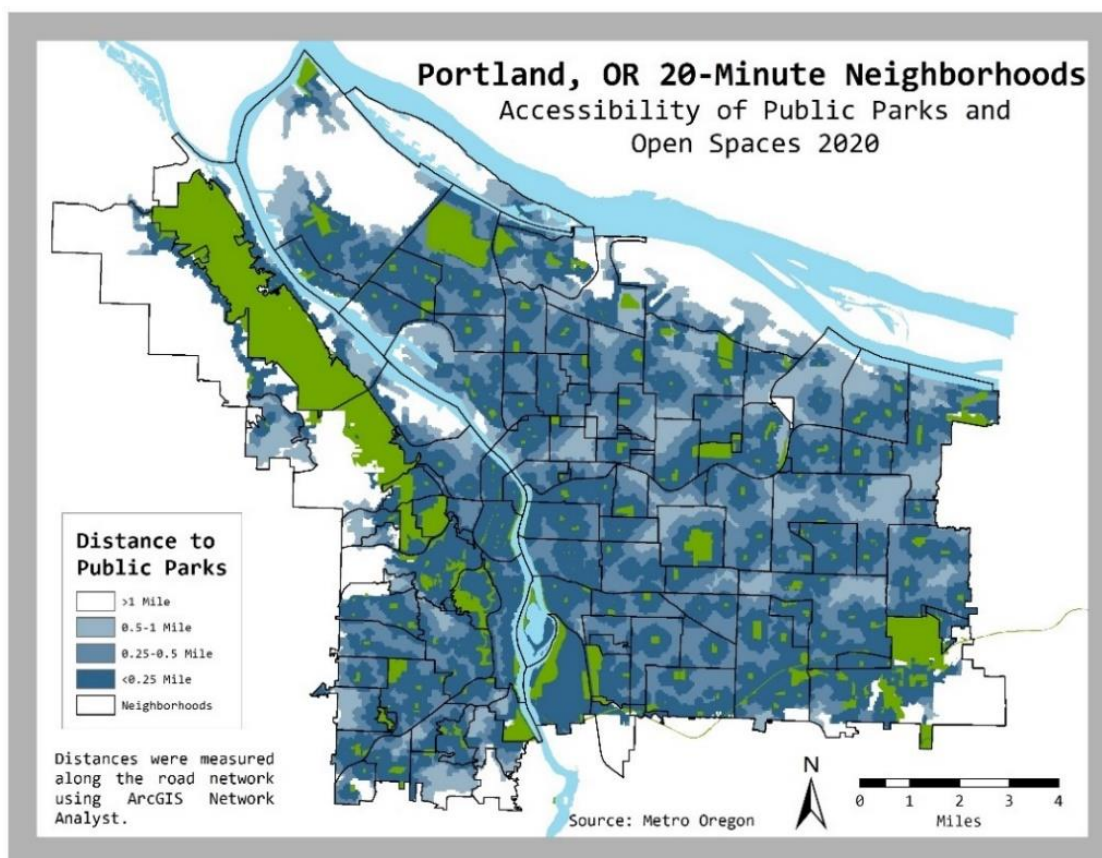 Portland, OR 20-Minute Neighborhoods
Accessibility of Public Parks and
Open Spaces 2020
Distance to
Public Parks
>1 Mile
0.5-1 Mile
0.25-0.5 Mile
<0.25 Mile
Neighborhoods
Distances were measured
along the road network
using ArcGIS Network
Analyst.
Source: Metro Oregon
N
0 1 2 3 4
Miles